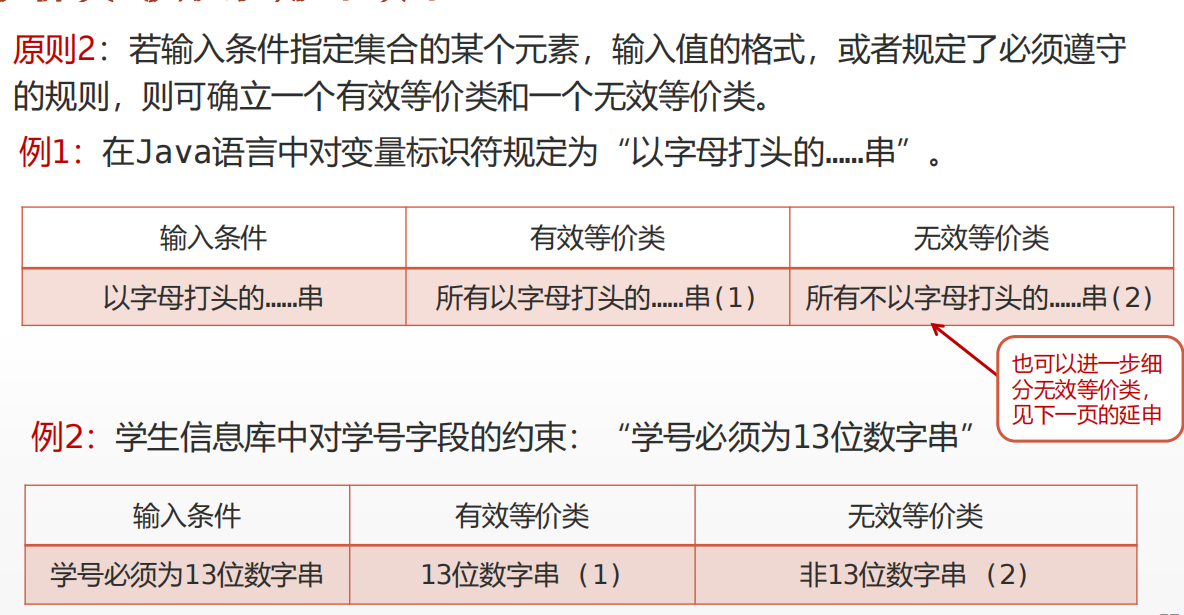 原则2：若输入条件指定集合的某个元素，输入值的格式，或者规定了必须遵守
的规则，则可确立一个有效等价类和一个无效等价类。
例1：在Java语言中对变量标识符规定为“以字母打头的……串”。
输入条件 有效等价类 无效等价类
以字母打头的……串 所有以字母打头的……串(1) 所有不以字母打头的……串(2)
也可以进一步细
分无效等价类，
见下一页的延申
例2：学生信息库中对学号字段的约束：“学号必须为13位数字串”
输入条件 有效等价类 无效等价类
学号必须为13位数字串 13位数字串 (1) 非13位数字串 (2)